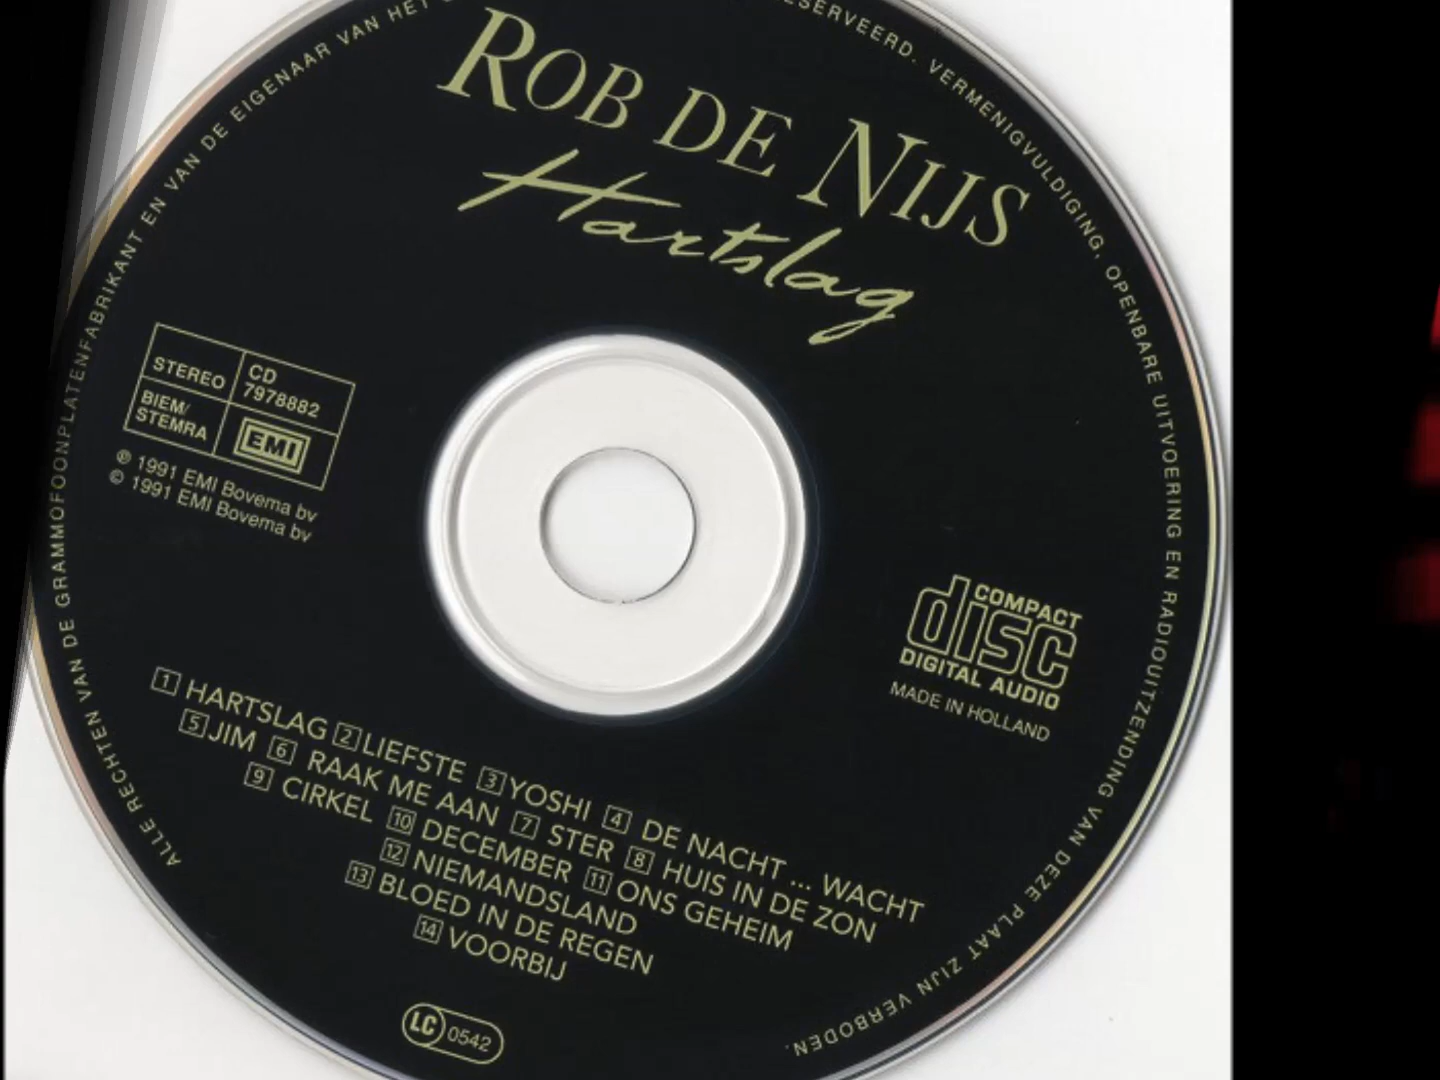 ROB DE NIJS
Hartslag
STEREO
CD
7978882
BIEM/
STEMRA
EMI
℗ 1991 EMI Bovema bv
© 1991 EMI Bovema bv
COMPACT
disc
DIGITAL AUDIO
MADE IN HOLLAND
1 HARTSLAG 2 LIEFSTE 3 YOSHI 4 DE NACHT ... WACHT
5 JIM 6 RAAK ME AAN 7 STER 8 HUIS IN DE ZON
9 CIRKEL 10 DECEMBER 11 ONS GEHEIM
12 NIEMANDSLAND
13 BLOED IN DE REGEN
14 VOORBIJ
LC 0542
ALLE RECHTEN VAN DE GRAMMOFOONPLATENFABRIKANT EN VAN DE EIGENAAR VAN HET
VERMENIGVULDIGING, OPENBARE UITVOERING EN RADIOUITZENDING VAN DEZE PLAAT ZIJN VERBODEN.